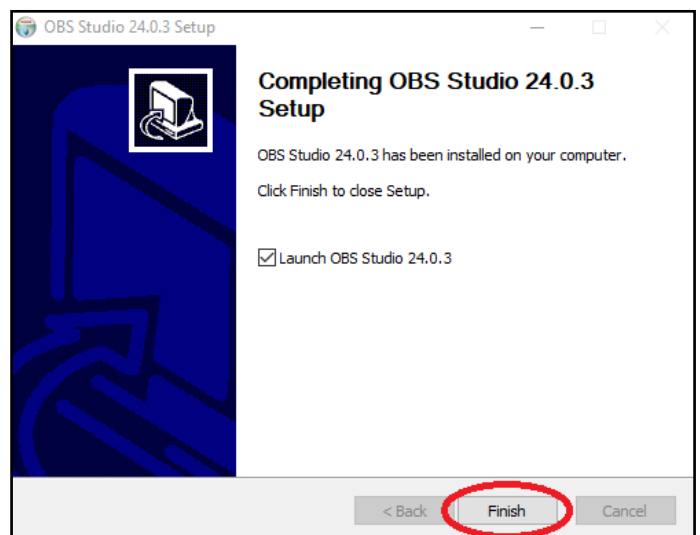 OBS Studio 24.0.3 Setup
Completing OBS Studio 24.0.3
Setup
OBS Studio 24.0.3 has been installed on your computer.
Click Finish to close Setup.
Launch OBS Studio 24.0.3
< Back Finish Cancel